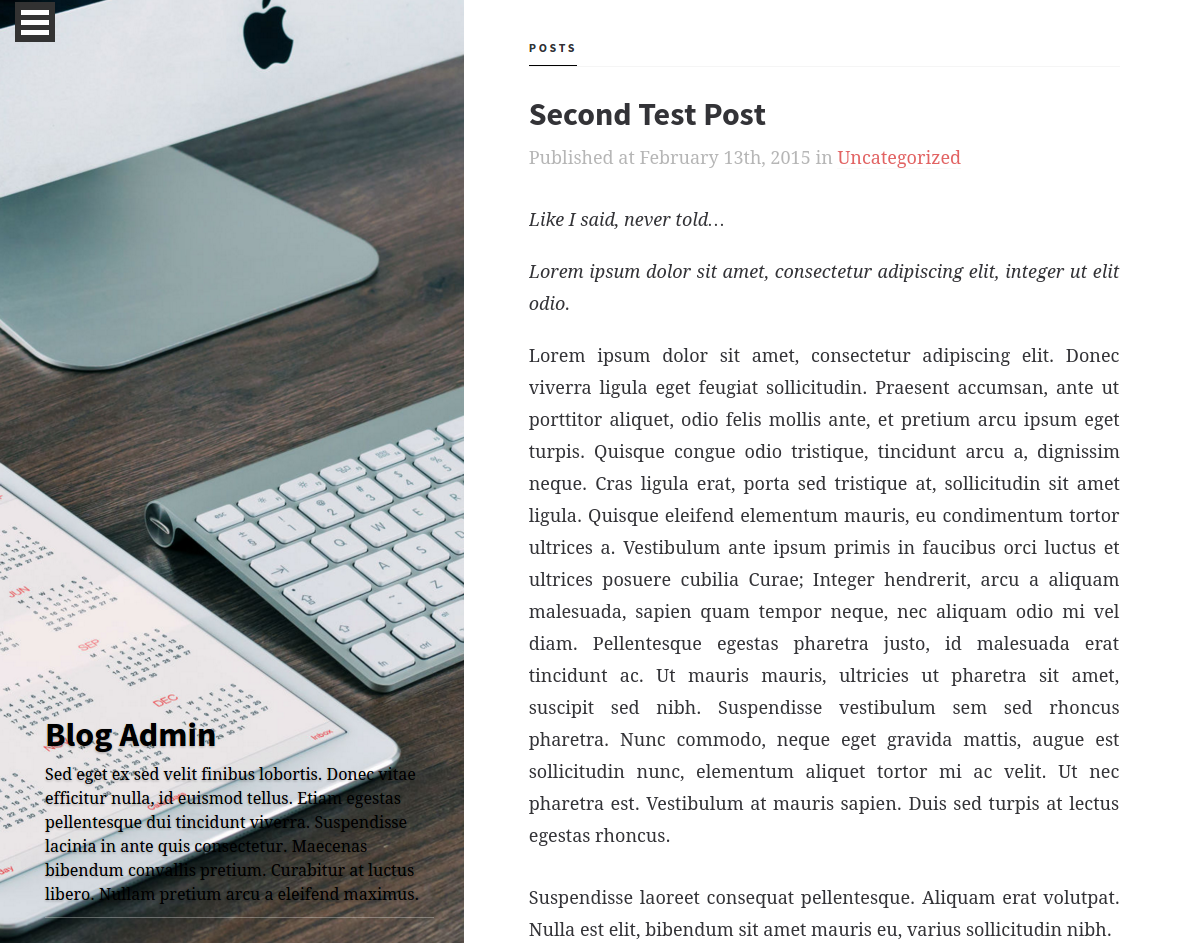 POSTS
Second Test Post
Published at February 13th, 2015 in Uncategorized
Like I said, never told…
Lorem ipsum dolor sit amet, consectetur adipiscing elit, integer ut elit
odio.
Lorem ipsum dolor sit amet, consectetur adipiscing elit. Donec
viverra ligula eget feugiat sollicitudin. Praesent accumsan, ante ut
porttitor aliquet, odio felis mollis ante, et pretium arcu ipsum eget
turpis. Quisque congue odio tristique, tincidunt arcu a, dignissim
neque. Cras ligula erat, porta sed tristique at, sollicitudin sit amet
ligula. Quisque eleifend elementum mauris, eu condimentum tortor
ultrices a. Vestibulum ante ipsum primis in faucibus orci luctus et
ultrices posuere cubilia Curae; Integer hendrerit, arcu a aliquam
malesuada, sapien quam tempor neque, nec aliquam odio mi vel
diam. Pellentesque egestas pharetra justo, id malesuada erat
tincidunt ac. Ut mauris mauris, ultricies ut pharetra sit amet,
suscipit sed nibh. Suspendisse vestibulum sem sed rhoncus
pharetra. Nunc commodo, neque eget gravida mattis, augue est
sollicitudin nunc, elementum aliquet tortor mi ac velit. Ut nec
pharetra est. Vestibulum at mauris sapien. Duis sed turpis at lectus
egestas rhoncus.
Suspendisse laoreet consequat pellentesque. Aliquam erat volutpat.
Nulla est elit, bibendum sit amet mauris eu, varius sollicitudin nibh.
Blog Admin
Sed eget ex sed velit finibus lobortis. Donec vitae
efficitur nulla, id euismod tellus. Etiam egestas
pellentesque dui tincidunt viverra. Suspendisse
lacinia in ante quis consectetur. Maecenas
bibendum convallis pretium. Curabitur at luctus
libero. Nullam pretium arcu a eleifend maximus.
JUN
SEP
DEC
Inbox
esc
Q W E R
A S D
Z
fn
ctrl